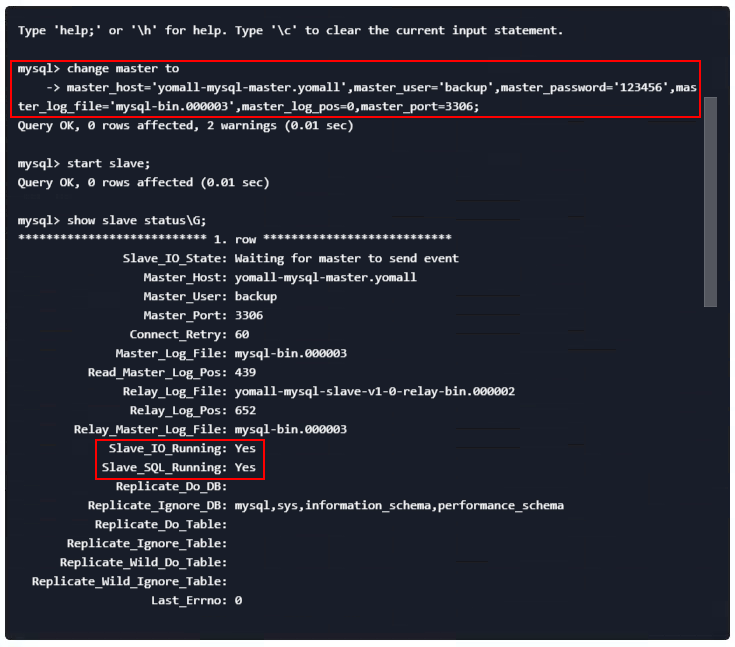 Type 'help;' or '\h' for help. Type '\c' to clear the current input statement.
mysql> change master to
    -> master_host='yomall-mysql-master.yomall',master_user='backup',master_password='123456',mas
ter_log_file='mysql-bin.000003',master_log_pos=0,master_port=3306;
Query OK, 0 rows affected, 2 warnings (0.01 sec)
mysql> start slave;
Query OK, 0 rows affected (0.01 sec)
mysql> show slave status\G;
*************************** 1. row ***************************
               Slave_IO_State: Waiting for master to send event
                  Master_Host: yomall-mysql-master.yomall
                  Master_User: backup
                  Master_Port: 3306
                Connect_Retry: 60
              Master_Log_File: mysql-bin.000003
          Read_Master_Log_Pos: 439
               Relay_Log_File: yomall-mysql-slave-v1-0-relay-bin.000002
                Relay_Log_Pos: 652
        Relay_Master_Log_File: mysql-bin.000003
             Slave_IO_Running: Yes
            Slave_SQL_Running: Yes
              Replicate_Do_DB:
          Replicate_Ignore_DB: mysql,sys,information_schema,performance_schema
           Replicate_Do_Table:
       Replicate_Ignore_Table:
      Replicate_Wild_Do_Table:
  Replicate_Wild_Ignore_Table:
                   Last_Errno: 0